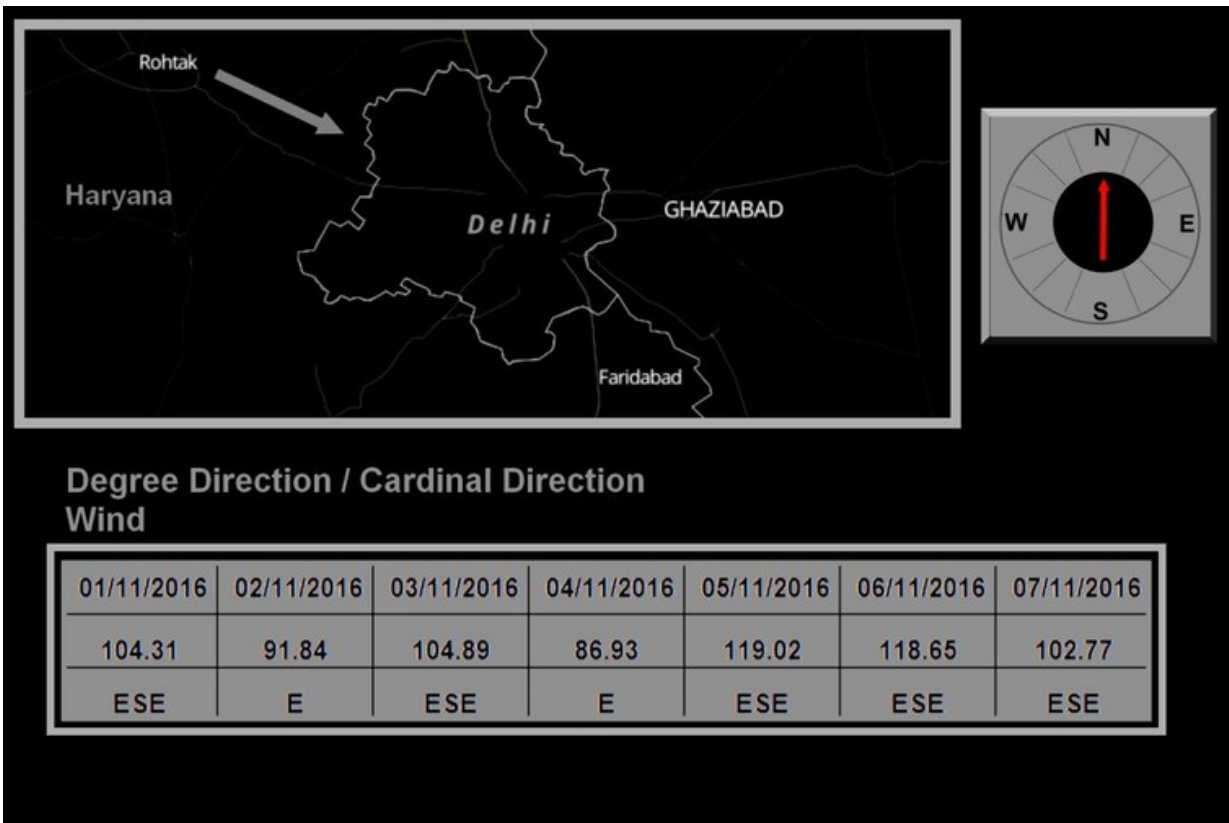 Rohtak
Haryana
Delhi
GHAZIABAD
Faridabad
N
W
E
S
Degree Direction / Cardinal Direction
Wind
01/11/2016 02/11/2016 03/11/2016 04/11/2016 05/11/2016 06/11/2016 07/11/2016
104.31 91.84 104.89 86.93 119.02 118.65 102.77
ESE E ESE E ESE ESE ESE